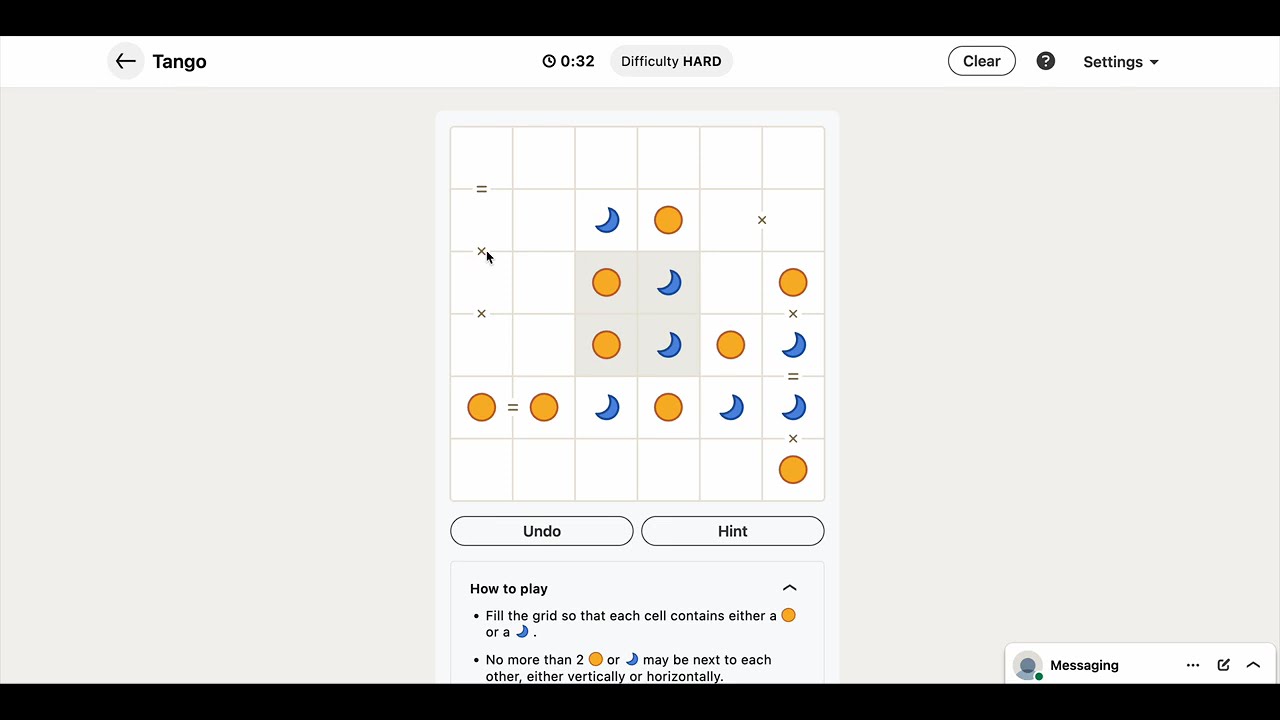 Tango
0:32
Difficulty HARD
Clear
?
Settings
=
×
×
×
×
=
=
×
Undo
Hint
How to play
• Fill the grid so that each cell contains either a
or a .
• No more than 2 or may be next to each
other, either vertically or horizontally.
Messaging